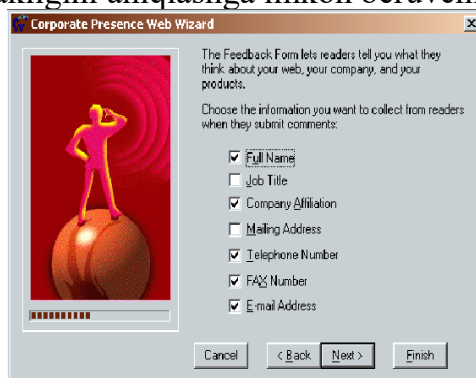 Corporate Presence Web Wizard
The Feedback Form lets readers tell you what they
think about your web, your company, and your
products.
Choose the information you want to collect from readers
when they submit comments:
Full Name
Job Title
Company Affiliation
Mailing Address
Telephone Number
FAX Number
E-mail Address
Cancel
< Back
Next >
Finish